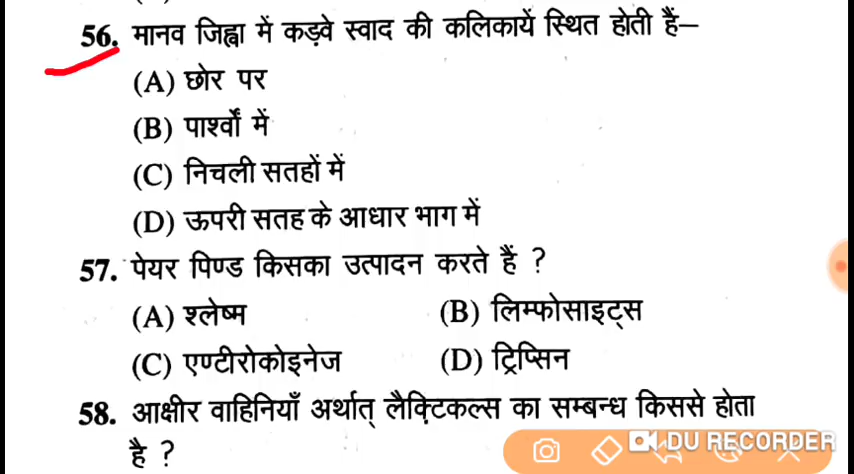 56. मानव जिह्वा में कड़वे स्वाद की कलिकायें स्थित होती हैं–
(A) छोर पर
(B) पार्श्वों में
(C) निचली सतहों में
(D) ऊपरी सतह के आधार भाग में
57. पेयर पिण्ड किसका उत्पादन करते हैं ?
(A) श्लेष्म (B) लिम्फोसाइट्स
(C) एण्टीरोकोइनेज (D) ट्रिप्सिन
58. आक्षीर वाहिनियाँ अर्थात् लैक्टिकल्स का सम्बन्ध किससे होता
है ?
DU RECORDER